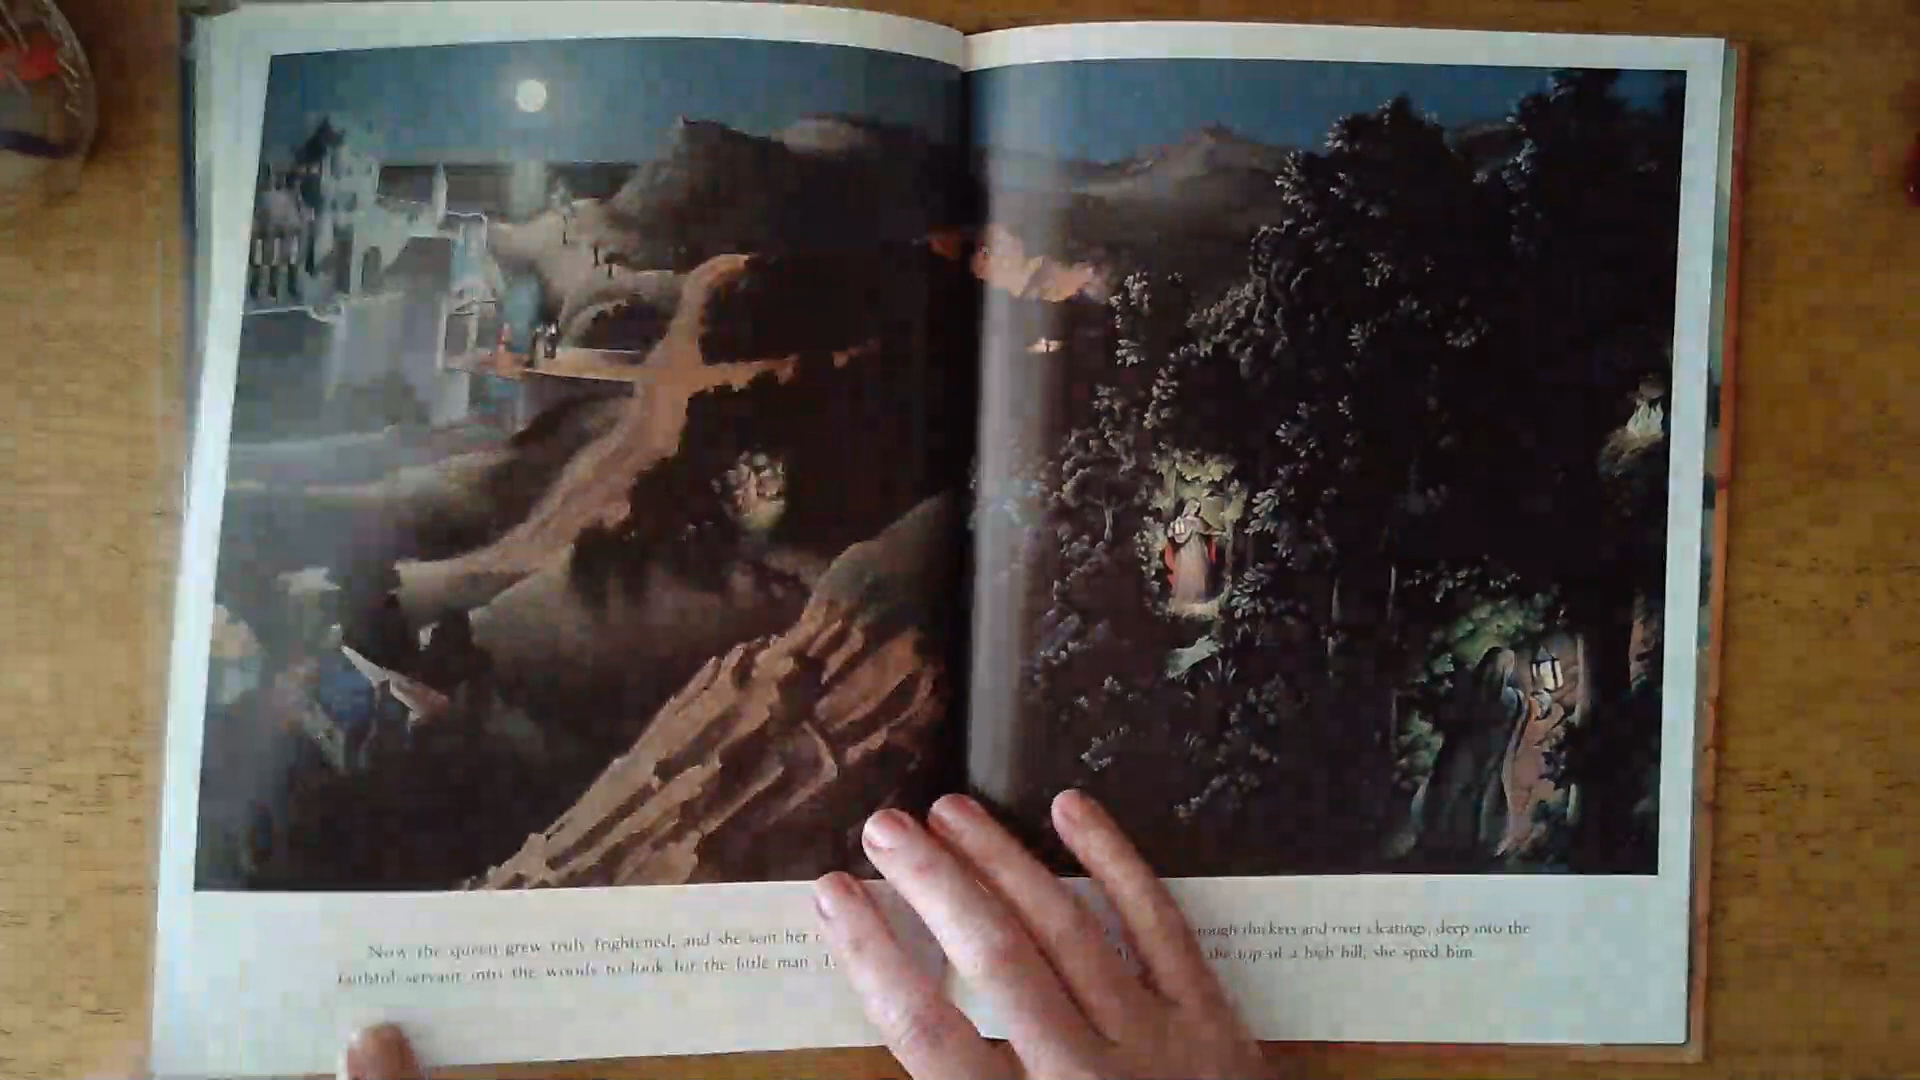 Now the queen grew truly frightened, and she sent her
faithful servant into the woods to look for the little man.
through thickets and over clearings, deep into the
the top of a high hill, she spied him.